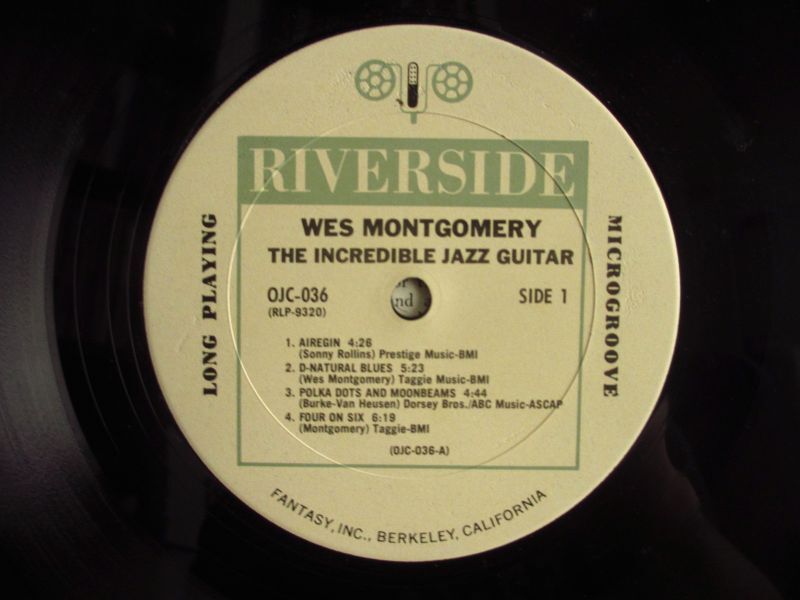 RIVERSIDE
WES MONTGOMERY
THE INCREDIBLE JAZZ GUITAR
LONG PLAYING
MICROGROOVE
OJC-036
(RLP-9320)
nd
SIDE 1
1. AIREGIN 4:26
(Sonny Rollins) Prestige Music-BMI
2. D-NATURAL BLUES 5:23
(Wes Montgomery) Taggie Music-BMI
3. POLKA DOTS AND MOONBEAMS 4:44
(Burke-Van Heusen) Dorsey Bros./ABC Music-ASCAP
4. FOUR ON SIX 6:19
(Montgomery) Taggie-BMI
(OJC-036-A)
FANTASY, INC., BERKELEY, CALIFORNIA